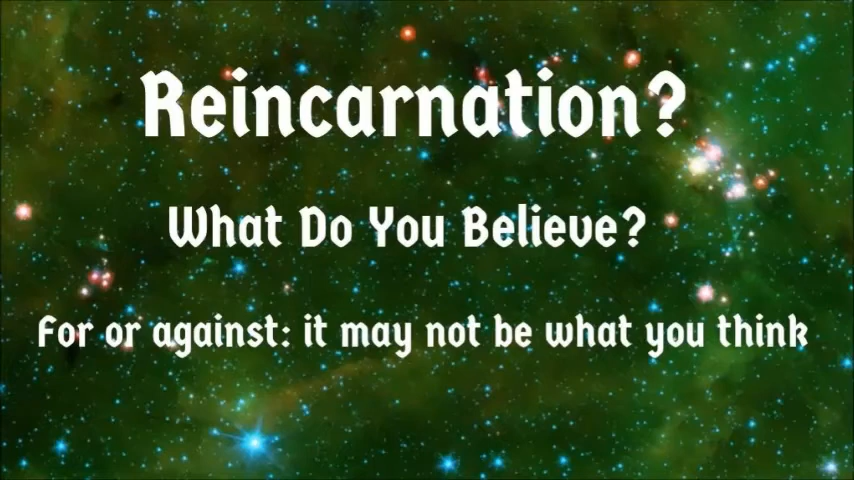 Reincarnation?
What Do You Believe?
For or against: it may not be what you think